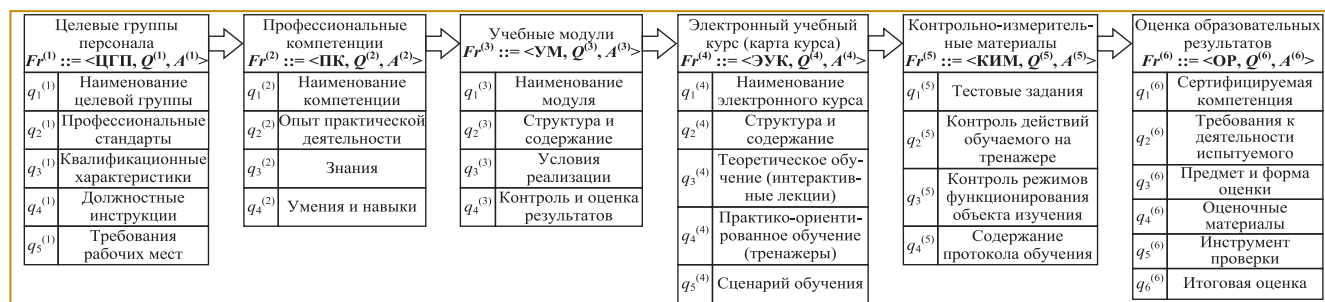 Целевые группы
персонала
Fr⁽¹⁾ ::= <ЦГП, Q⁽¹⁾, A⁽¹⁾>
q₁⁽¹⁾ Наименование
целевой группы
q₂⁽¹⁾ Профессиональные
стандарты
q₃⁽¹⁾ Квалификационные
характеристики
q₄⁽¹⁾ Должностные
инструкции
q₅⁽¹⁾ Требования
рабочих мест
Профессиональные
компетенции
Fr⁽²⁾ ::= <ПК, Q⁽²⁾, A⁽²⁾>
q₁⁽²⁾ Наименование
компетенции
q₂⁽²⁾ Опыт практической
деятельности
q₃⁽²⁾ Знания
q₄⁽²⁾ Умения и навыки
Учебные модули
Fr⁽³⁾ ::= <УМ, Q⁽³⁾, A⁽³⁾>
q₁⁽³⁾ Наименование
модуля
q₂⁽³⁾ Структура и
содержание
q₃⁽³⁾ Условия
реализации
q₄⁽³⁾ Контроль и оценка
результатов
Электронный учебный
курс (карта курса)
Fr⁽⁴⁾ ::= <ЭУК, Q⁽⁴⁾, A⁽⁴⁾>
q₁⁽⁴⁾ Наименование
электронного курса
q₂⁽⁴⁾ Структура и
содержание
q₃⁽⁴⁾ Теоретическое обу-
чение (интерактив-
ные лекции)
q₄⁽⁴⁾ Практико-ориенти-
рованное обучение
(тренажеры)
q₅⁽⁴⁾ Сценарий обучения
Контрольно-измеритель-
ные материалы
Fr⁽⁵⁾ ::= <КИМ, Q⁽⁵⁾, A⁽⁵⁾>
q₁⁽⁵⁾ Тестовые задания
q₂⁽⁵⁾ Контроль действий
обучаемого на
тренажере
q₃⁽⁵⁾ Контроль режимов
функционирования
объекта изучения
q₄⁽⁵⁾ Содержание
протокола обучения
Оценка образовательных
результатов
Fr⁽⁶⁾ ::= <ОР, Q⁽⁶⁾, A⁽⁶⁾>
q₁⁽⁶⁾ Сертифицируемая
компетенция
q₂⁽⁶⁾ Требования к
деятельности
испытуемого
q₃⁽⁶⁾ Предмет и форма
оценки
q₄⁽⁶⁾ Оценочные
материалы
q₅⁽⁶⁾ Инструмент
проверки
q₆⁽⁶⁾ Итоговая оценка